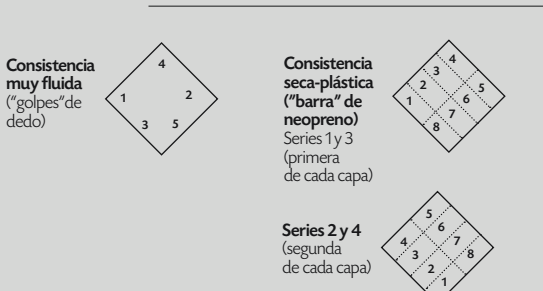 Consistencia
muy fluida
("golpes"de
dedo)
4
1
2
3
5
Consistencia
seca-plástica
("barra" de
neopreno)
Series 1 y 3
(primera
de cada capa)
4
3
2
1
5
6
7
8
Series 2 y 4
(segunda
de cada capa)
5
6
4
7
3
8
2
1